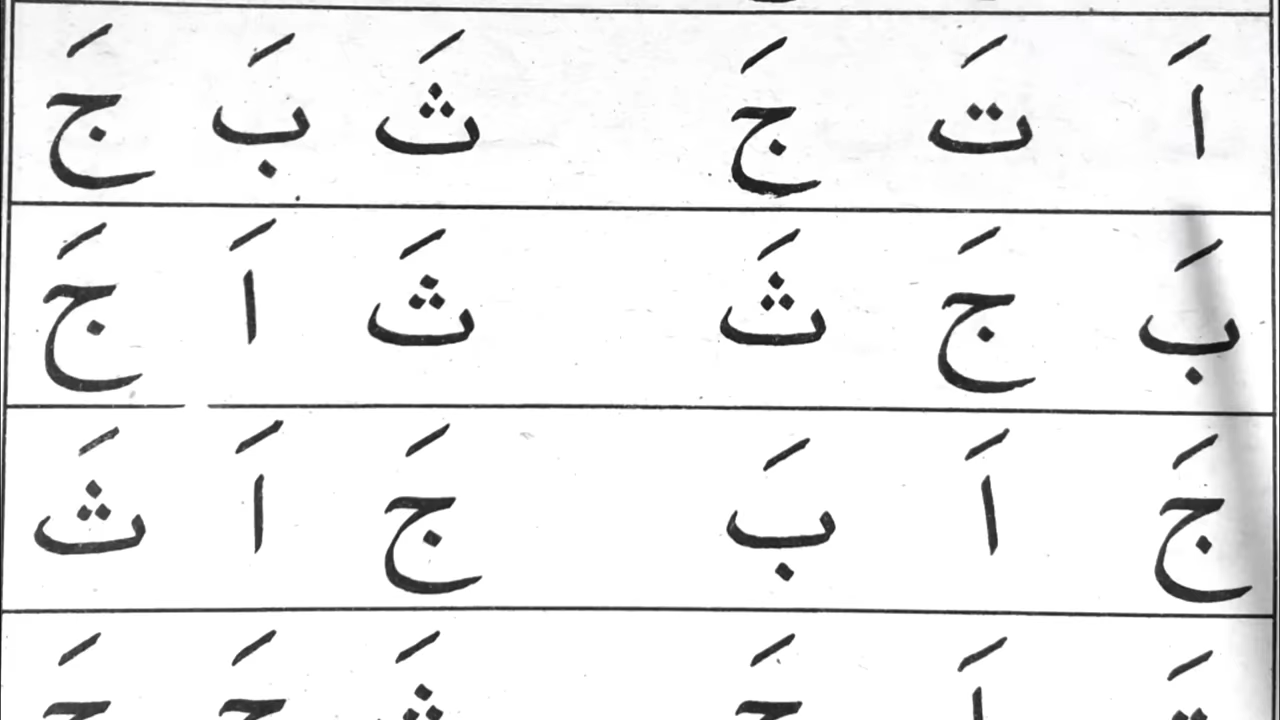 اَ تَ جَ ثَ بَ جَ
بَ جَ ثَ ثَ اَ جَ
جَ اَ بَ جَ اَ ثَ